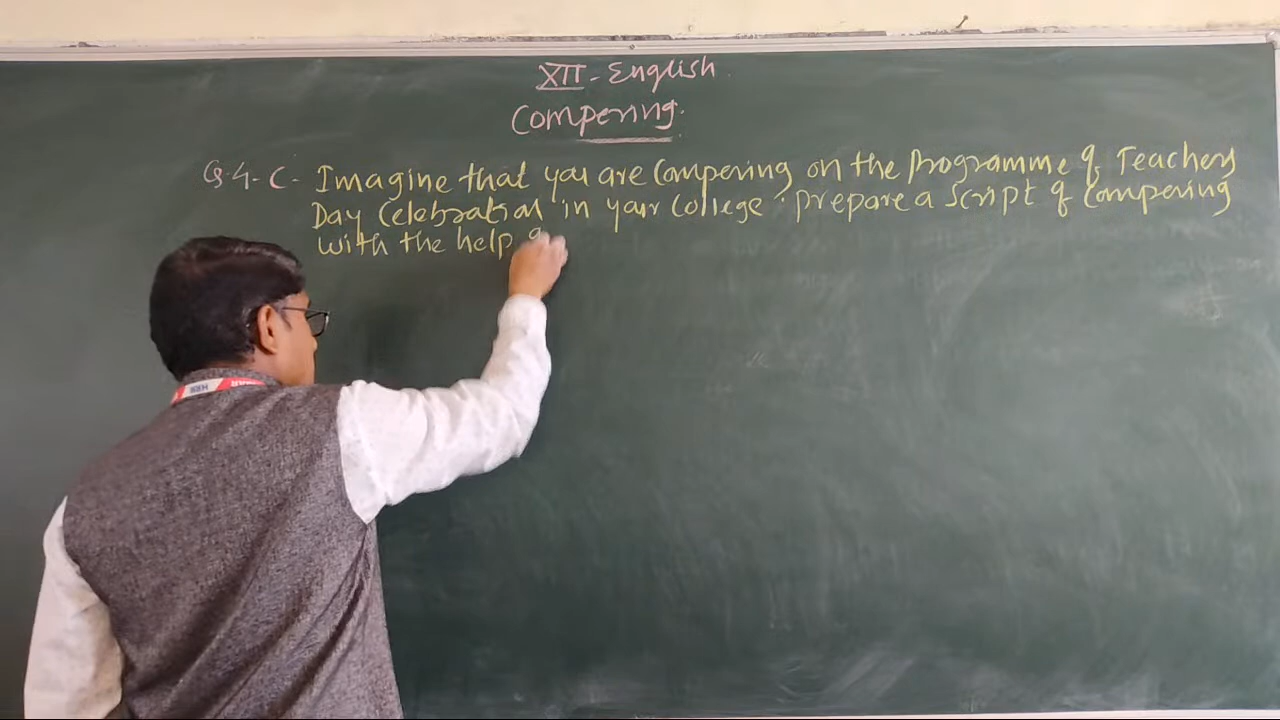 XII - English
Compering.
Q.4. C. Imagine that you are Compering on the Programme of Teachers
Day Celebration in your College. prepare a script of Compering
with the help